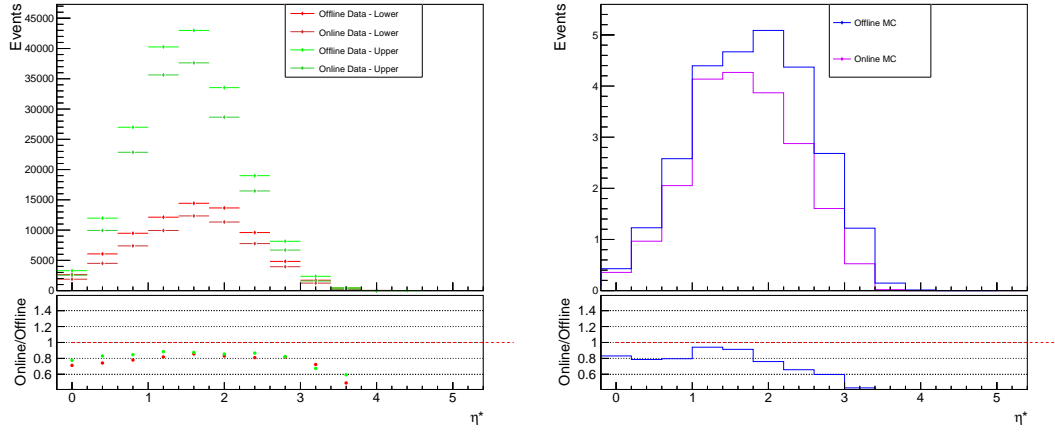 Events
45000
40000
35000
30000
25000
20000
15000
10000
5000
0
Offline Data - Lower
Online Data - Lower
Offline Data - Upper
Online Data - Upper
Online/Offline
1.4
1.2
1
0.8
0.6
0 1 2 3 4 5
η*
Events
5
4
3
2
1
0
Offline MC
Online MC
Online/Offline
1.4
1.2
1
0.8
0.6
0 1 2 3 4 5
η*